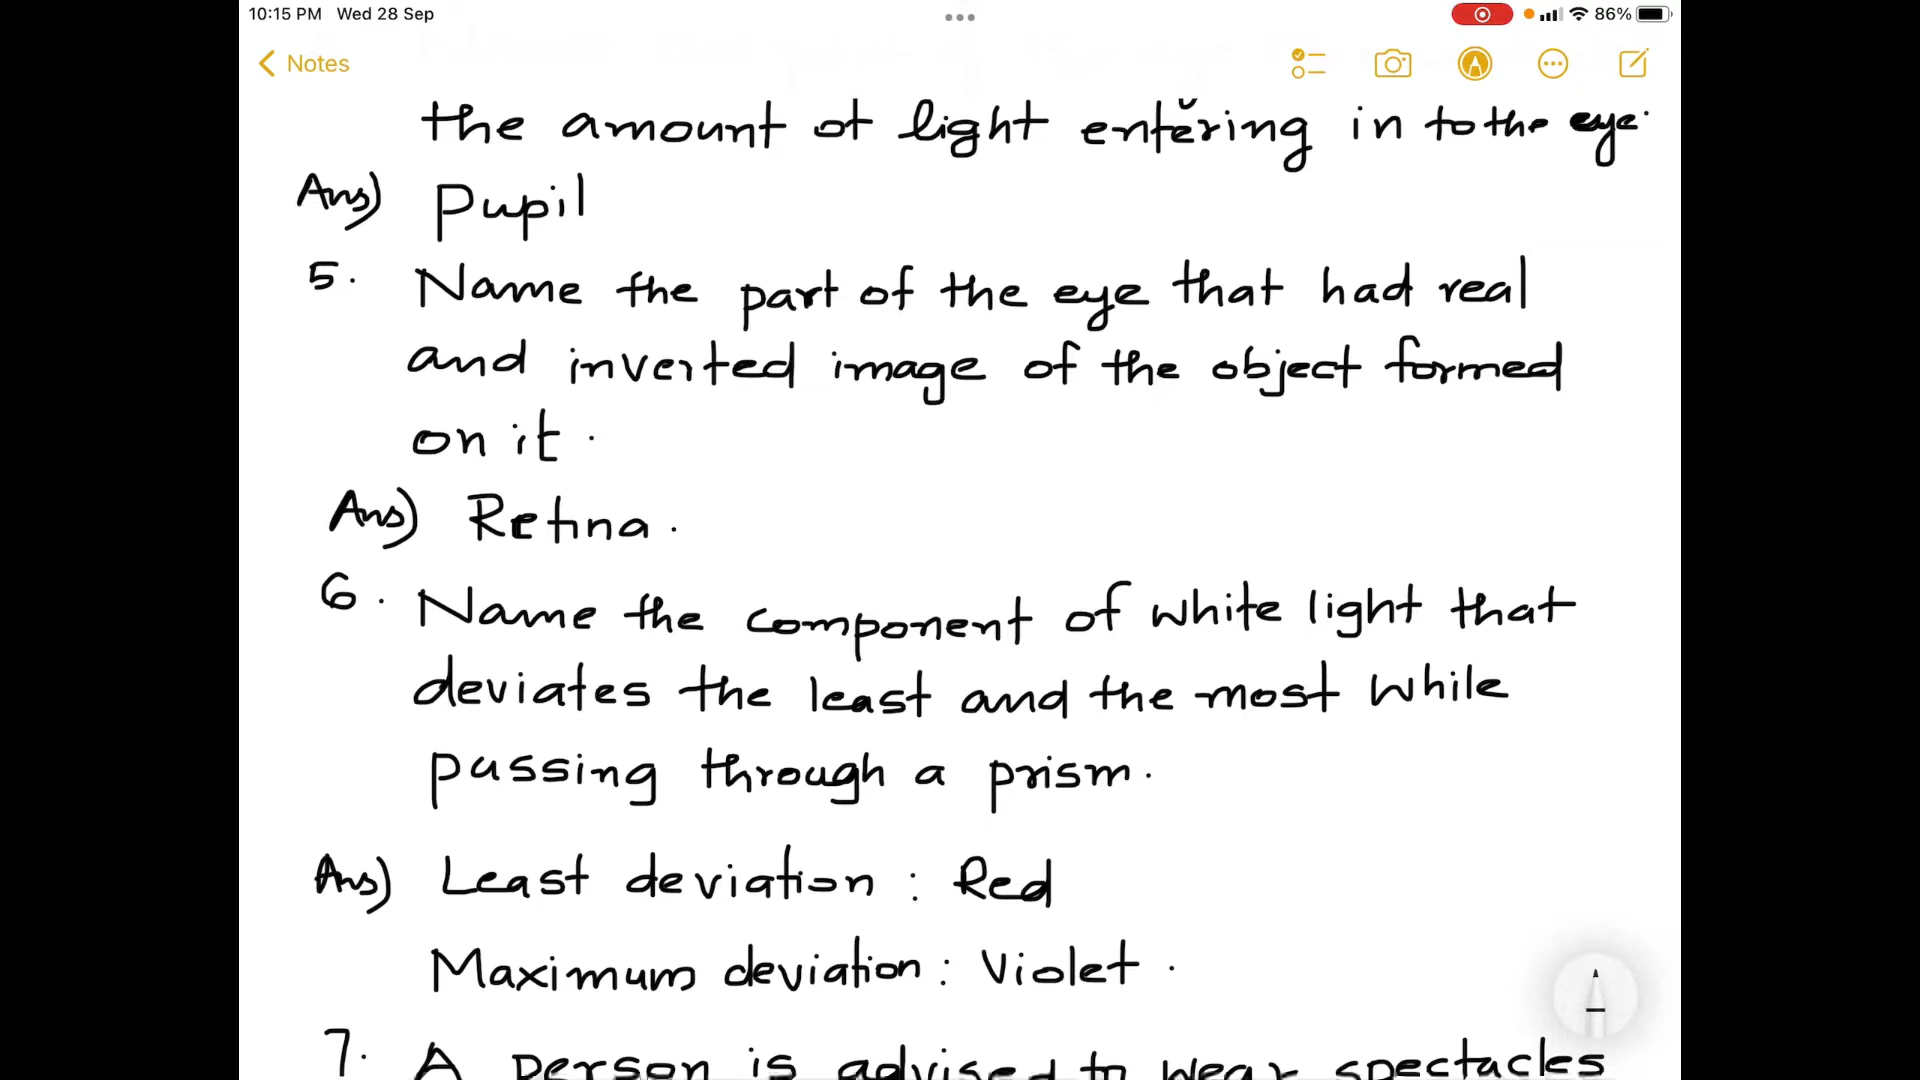 10:15 PM Wed 28 Sep
86%
Notes
the amount of light entering in to the eye.
Ans) Pupil
5. Name the part of the eye that had real
and inverted image of the object formed
on it.
Ans) Retina.
6. Name the component of white light that
deviates the least and the most while
passing through a prism.
Ans) Least deviation : Red
Maximum deviation : Violet.
7. A person is advised to wear spectacles